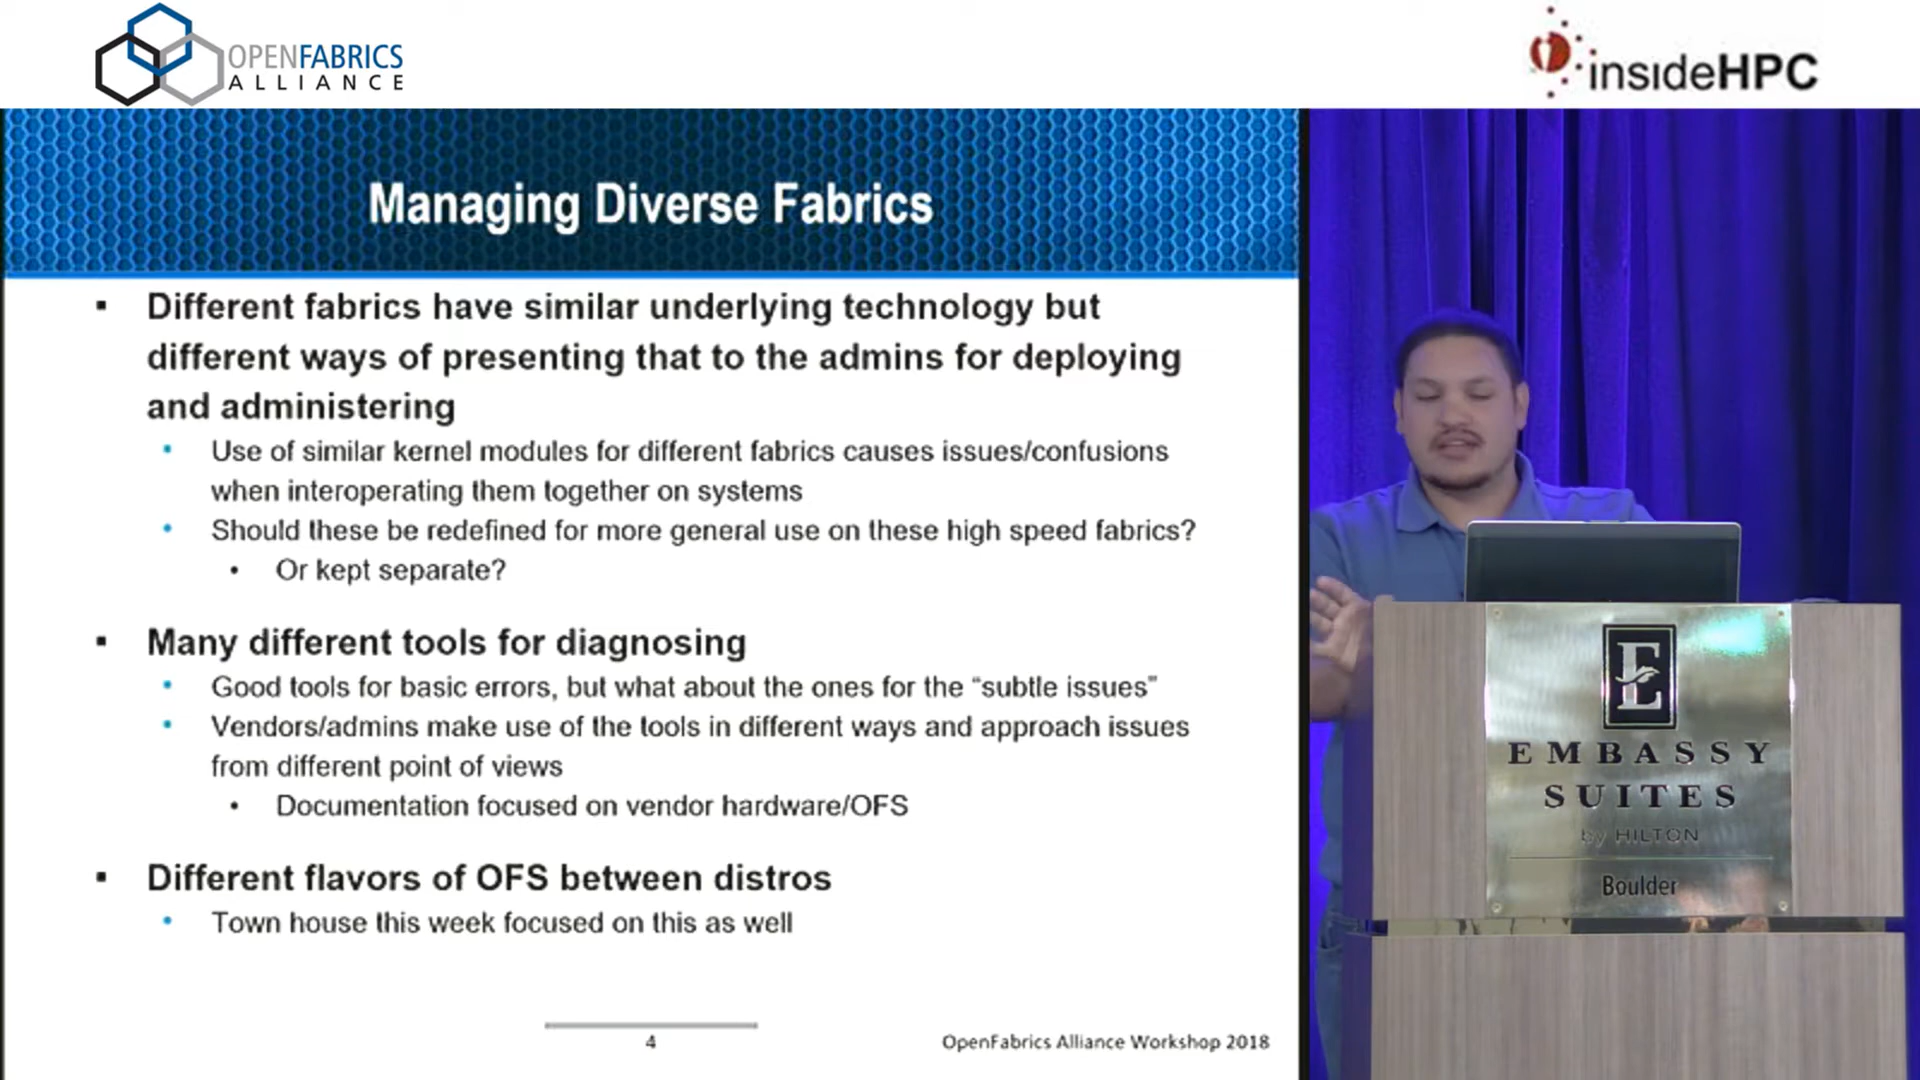 OPENFABRICS
ALLIANCE
insideHPC
Managing Diverse Fabrics
▪ Different fabrics have similar underlying technology but
different ways of presenting that to the admins for deploying
and administering
• Use of similar kernel modules for different fabrics causes issues/confusions
when interoperating them together on systems
• Should these be redefined for more general use on these high speed fabrics?
• Or kept separate?
▪ Many different tools for diagnosing
• Good tools for basic errors, but what about the ones for the “subtle issues”
• Vendors/admins make use of the tools in different ways and approach issues
from different point of views
• Documentation focused on vendor hardware/OFS
▪ Different flavors of OFS between distros
• Town house this week focused on this as well
4
OpenFabrics Alliance Workshop 2018
E
EMBASSY
SUITES
by HILTON
Boulder